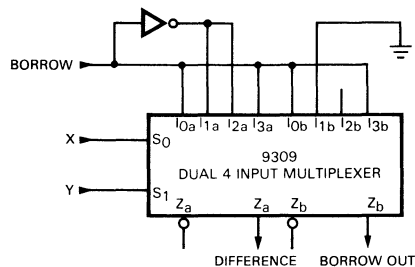 BORROW
I0a I1a I2a I3a I0b I1b I2b I3b
X S0
9309
DUAL 4 INPUT MULTIPLEXER
Y S1
Za Za Zb Zb
DIFFERENCE BORROW OUT